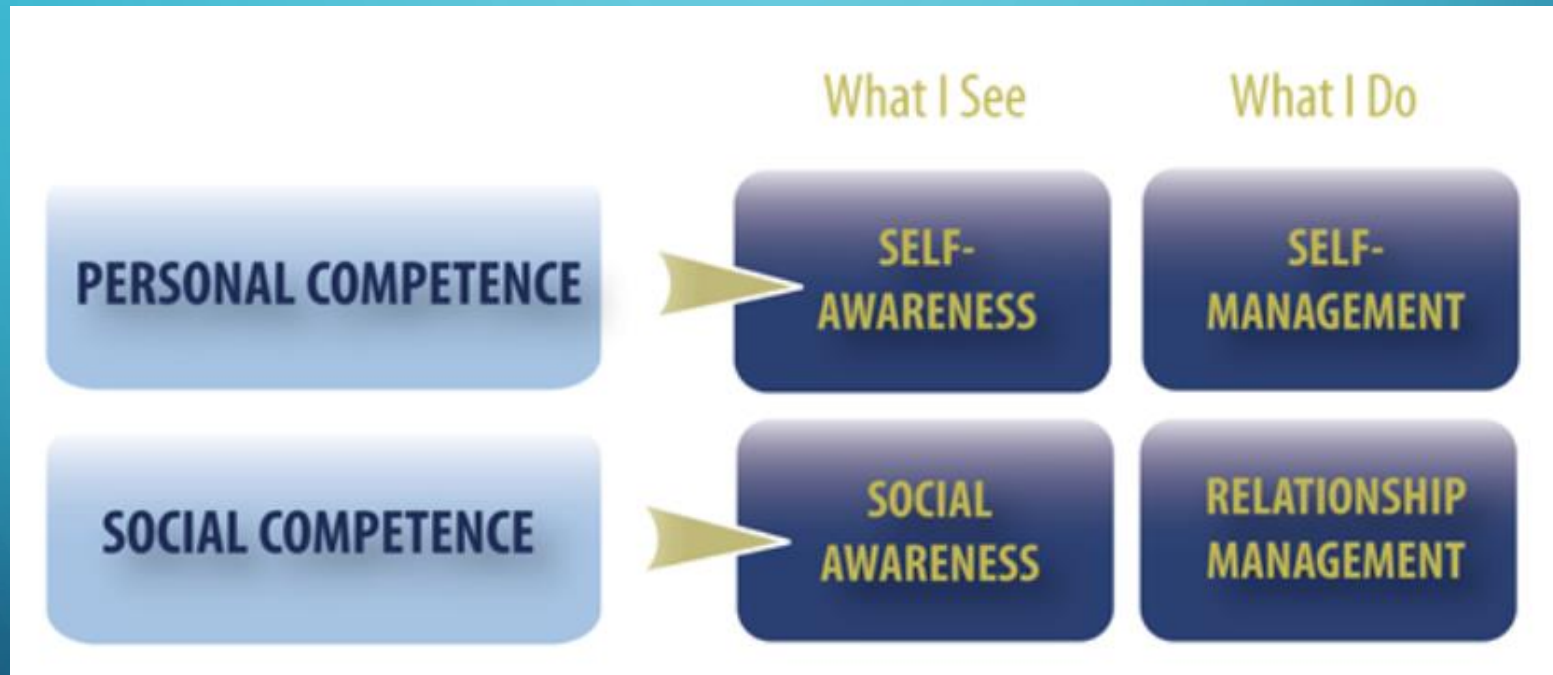 What I See What I Do
PERSONAL COMPETENCE
SELF-
AWARENESS
SELF-
MANAGEMENT
SOCIAL COMPETENCE
SOCIAL
AWARENESS
RELATIONSHIP
MANAGEMENT